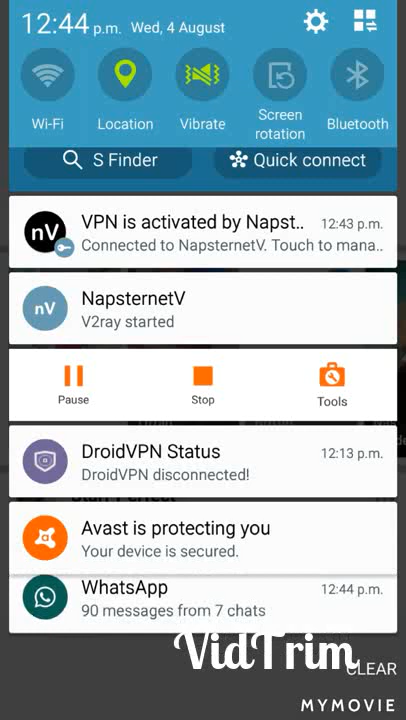 12:44 p.m. Wed, 4 August
Wi-Fi
Location
Vibrate
Screen
rotation
Bluetooth
S Finder
Quick connect
nV
VPN is activated by Napst..
12:43 p.m.
Connected to NapsternetV. Touch to mana..
nV
NapsternetV
V2ray started
Pause
Stop
Tools
DroidVPN Status
12:13 p.m.
DroidVPN disconnected!
Avast is protecting you
Your device is secured.
WhatsApp
12:44 p.m.
90 messages from 7 chats
VidTrim
CLEAR
MYMOVIE